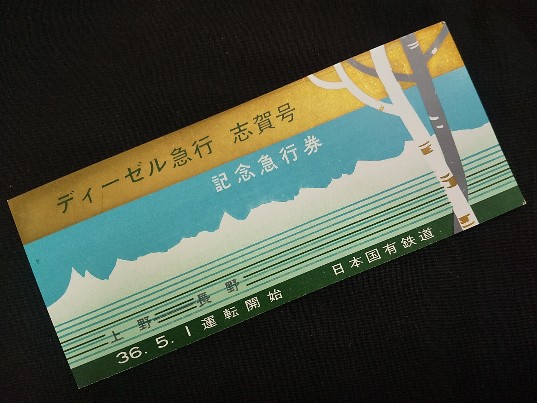 ディーゼル急行 志賀号
記念急行券
上野══長野
36.5.1運転開始 日本国有鉄道